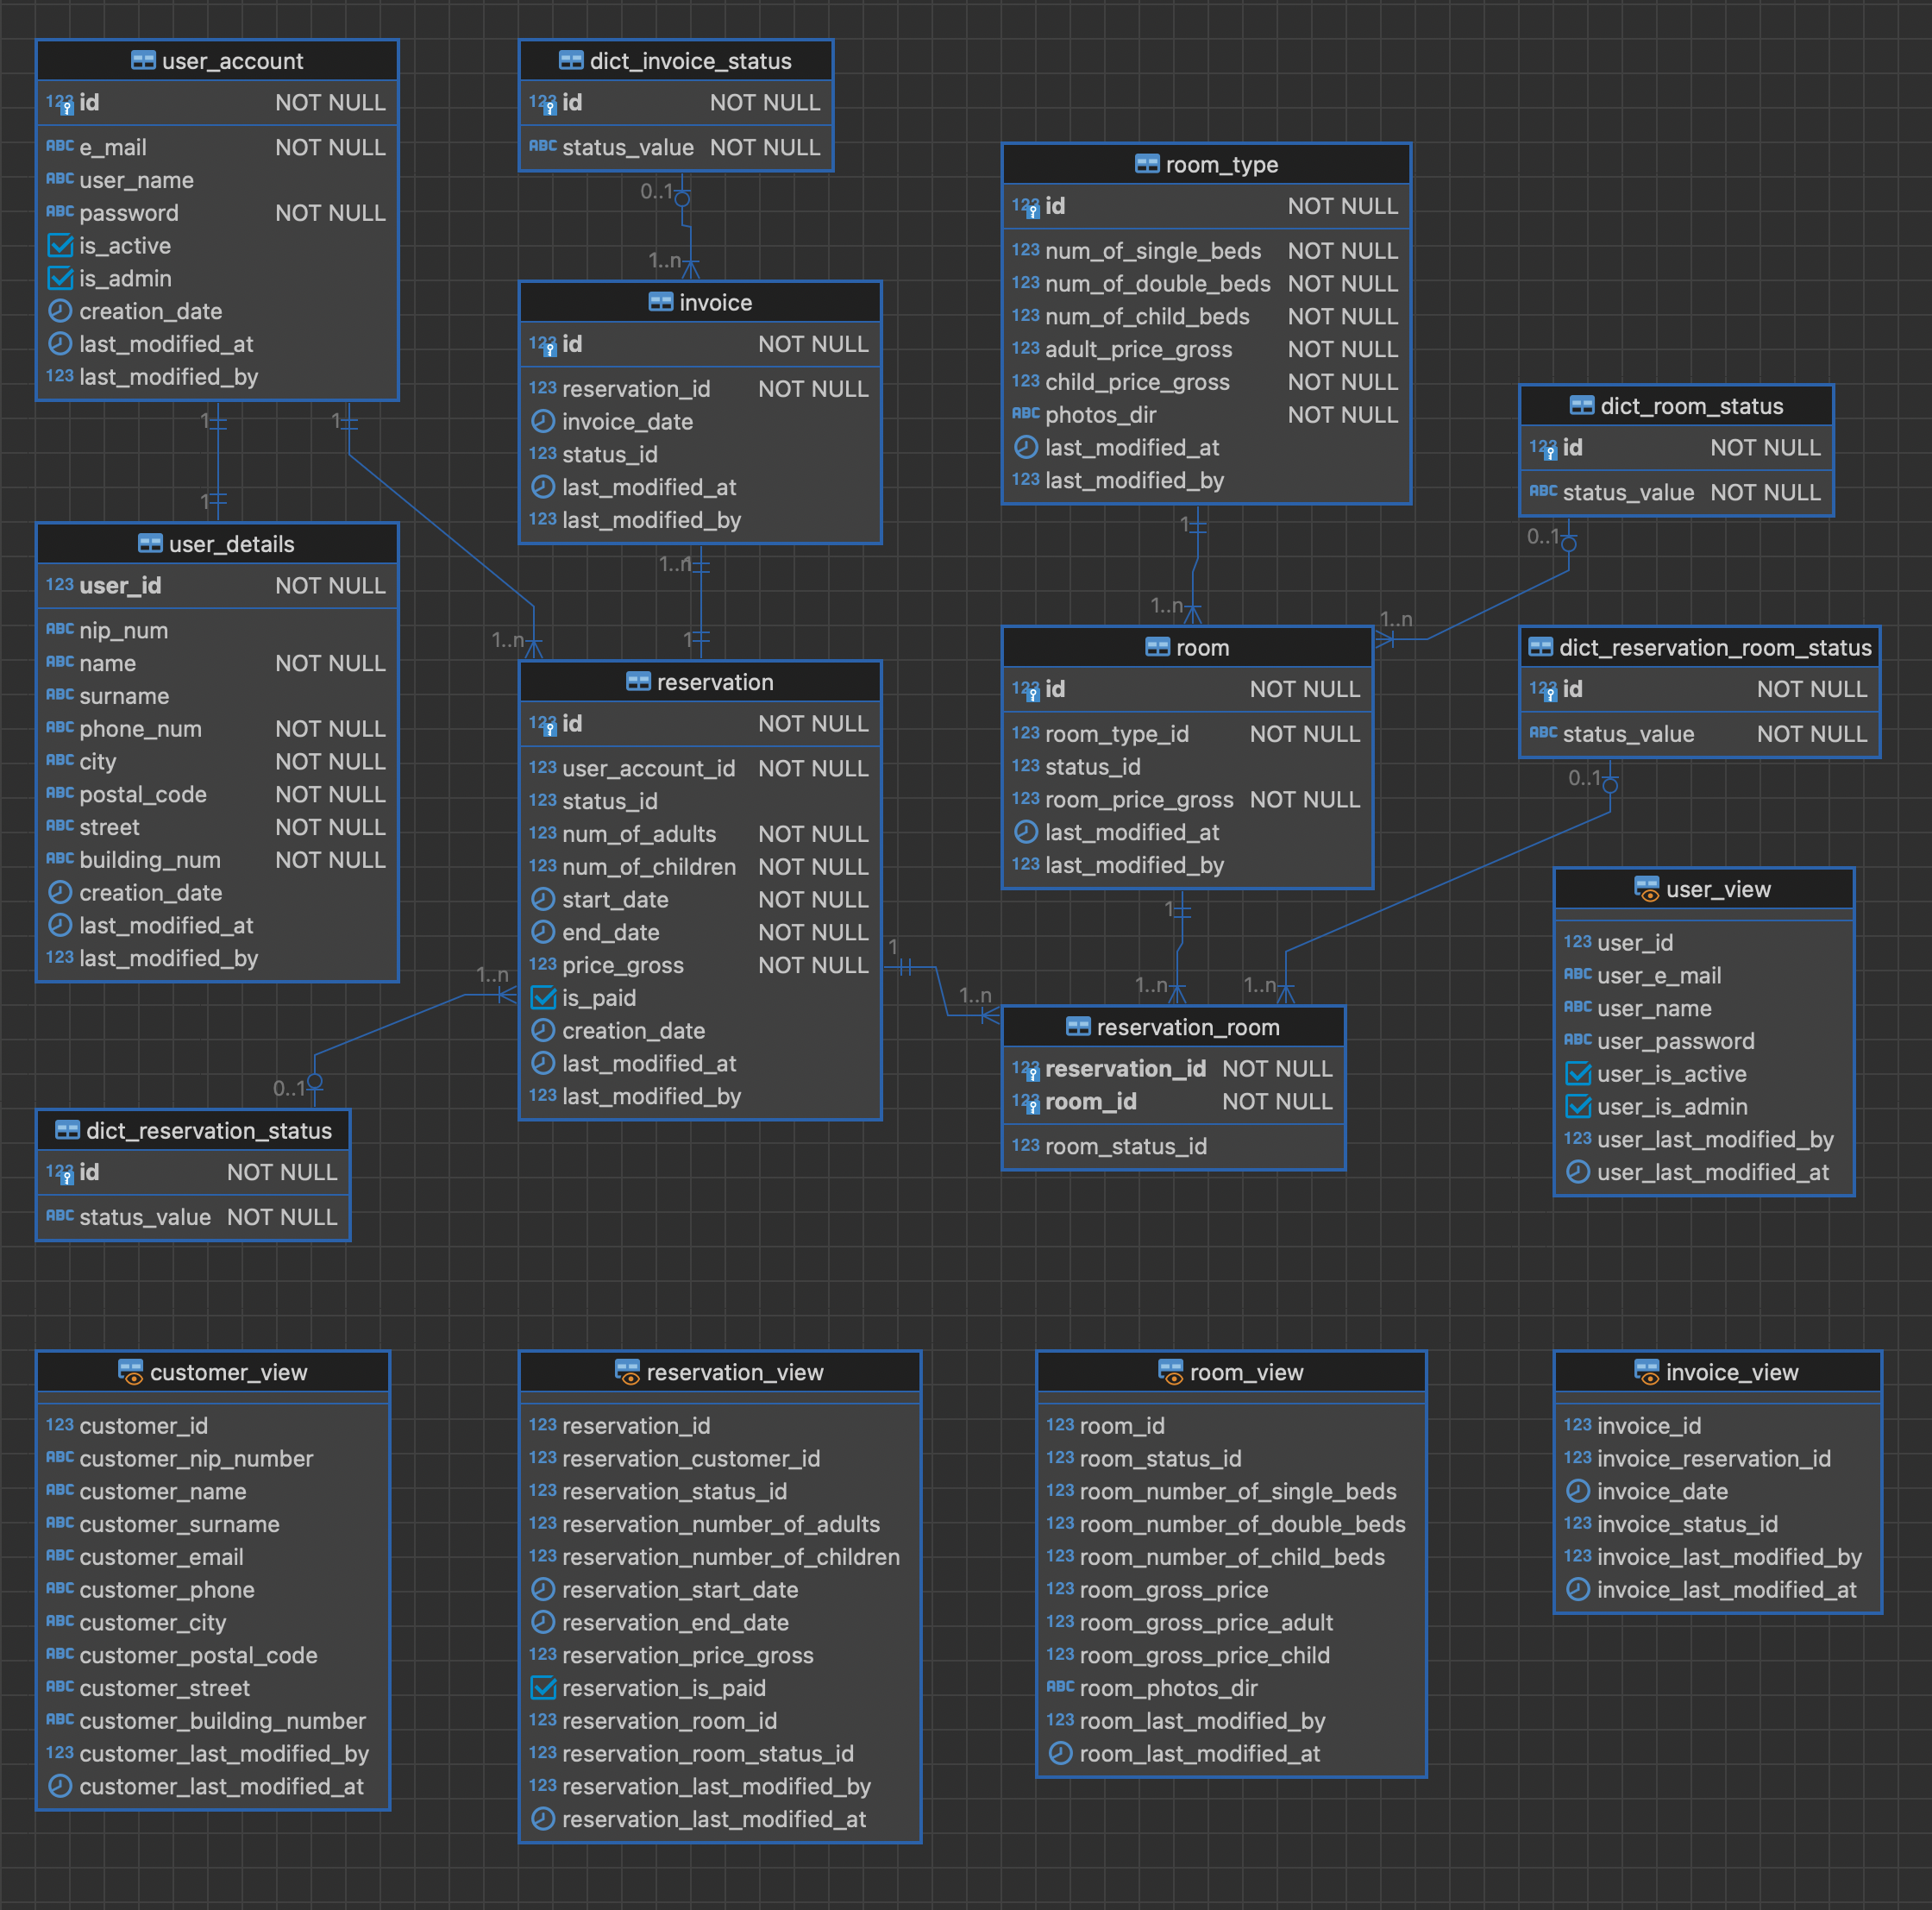 user_account
123 id NOT NULL
ABC e_mail NOT NULL
ABC user_name
ABC password NOT NULL
is_active
is_admin
creation_date
last_modified_at
123 last_modified_by
1
1
1
1..n
dict_invoice_status
123 id NOT NULL
ABC status_value NOT NULL
0..1
1..n
invoice
123 id NOT NULL
123 reservation_id NOT NULL
invoice_date
123 status_id
last_modified_at
123 last_modified_by
1
1..n
1
room_type
123 id NOT NULL
123 num_of_single_beds NOT NULL
123 num_of_double_beds NOT NULL
123 num_of_child_beds NOT NULL
123 adult_price_gross NOT NULL
123 child_price_gross NOT NULL
ABC photos_dir NOT NULL
last_modified_at
123 last_modified_by
1
1..n
dict_room_status
123 id NOT NULL
ABC status_value NOT NULL
0..1
1..n
user_details
123 user_id NOT NULL
ABC nip_num
ABC name NOT NULL
ABC surname
ABC phone_num NOT NULL
ABC city NOT NULL
ABC postal_code NOT NULL
ABC street NOT NULL
ABC building_num NOT NULL
creation_date
last_modified_at
123 last_modified_by
reservation
123 id NOT NULL
123 user_account_id NOT NULL
123 status_id
123 num_of_adults NOT NULL
123 num_of_children NOT NULL
start_date NOT NULL
end_date NOT NULL
123 price_gross NOT NULL
is_paid
creation_date
last_modified_at
123 last_modified_by
1..n
0..1
1
1..n
room
123 id NOT NULL
123 room_type_id NOT NULL
123 status_id
123 room_price_gross NOT NULL
last_modified_at
123 last_modified_by
1
1..n
1..n
dict_reservation_room_status
123 id NOT NULL
ABC status_value NOT NULL
0..1
reservation_room
123 reservation_id NOT NULL
123 room_id NOT NULL
123 room_status_id
user_view
123 user_id
ABC user_e_mail
ABC user_name
ABC user_password
user_is_active
user_is_admin
123 user_last_modified_by
user_last_modified_at
dict_reservation_status
123 id NOT NULL
ABC status_value NOT NULL
customer_view
123 customer_id
ABC customer_nip_number
ABC customer_name
ABC customer_surname
ABC customer_email
ABC customer_phone
ABC customer_city
ABC customer_postal_code
ABC customer_street
ABC customer_building_number
123 customer_last_modified_by
customer_last_modified_at
reservation_view
123 reservation_id
123 reservation_customer_id
123 reservation_status_id
123 reservation_number_of_adults
123 reservation_number_of_children
reservation_start_date
reservation_end_date
123 reservation_price_gross
reservation_is_paid
123 reservation_room_id
123 reservation_room_status_id
123 reservation_last_modified_by
reservation_last_modified_at
room_view
123 room_id
123 room_status_id
123 room_number_of_single_beds
123 room_number_of_double_beds
123 room_number_of_child_beds
123 room_gross_price
123 room_gross_price_adult
123 room_gross_price_child
ABC room_photos_dir
123 room_last_modified_by
room_last_modified_at
invoice_view
123 invoice_id
123 invoice_reservation_id
invoice_date
123 invoice_status_id
123 invoice_last_modified_by
invoice_last_modified_at